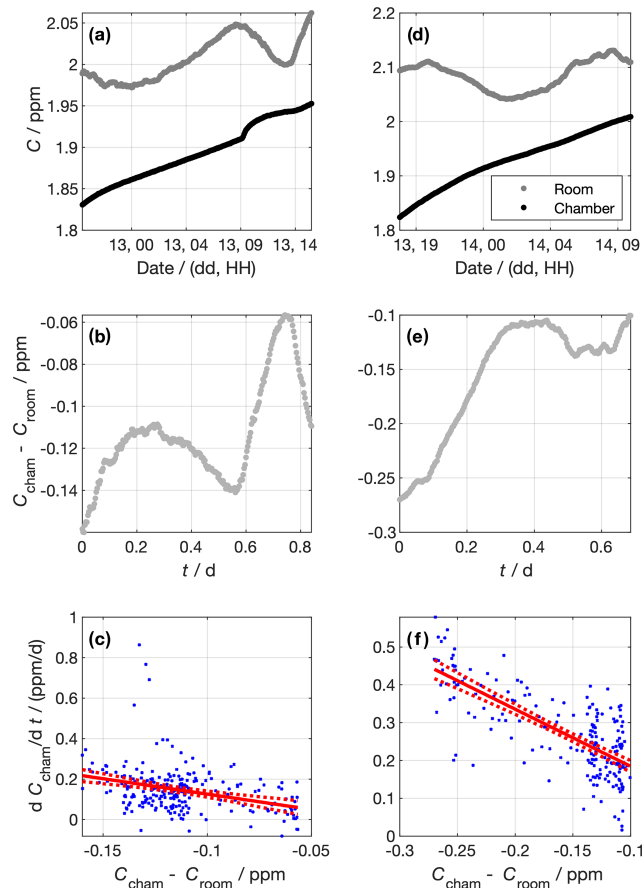 (a)
2.05
2
1.95
1.9
1.85
1.8
C / ppm
13, 00 13, 04 13, 09 13, 14
Date / (dd, HH)
(d)
2.2
2.1
2
1.9
1.8
Room
Chamber
13, 19 14, 00 14, 04 14, 09
Date / (dd, HH)
(b)
-0.06
-0.08
-0.1
-0.12
-0.14
C_cham - C_room / ppm
0 0.2 0.4 0.6 0.8
t / d
(e)
-0.1
-0.15
-0.2
-0.25
-0.3
0 0.2 0.4 0.6
t / d
(c)
1
0.8
0.6
0.4
0.2
0
d C_cham/d t / (ppm/d)
-0.15 -0.1 -0.05
C_cham - C_room / ppm
(f)
0.5
0.4
0.3
0.2
0.1
0
-0.3 -0.25 -0.2 -0.15 -0.1
C_cham - C_room / ppm